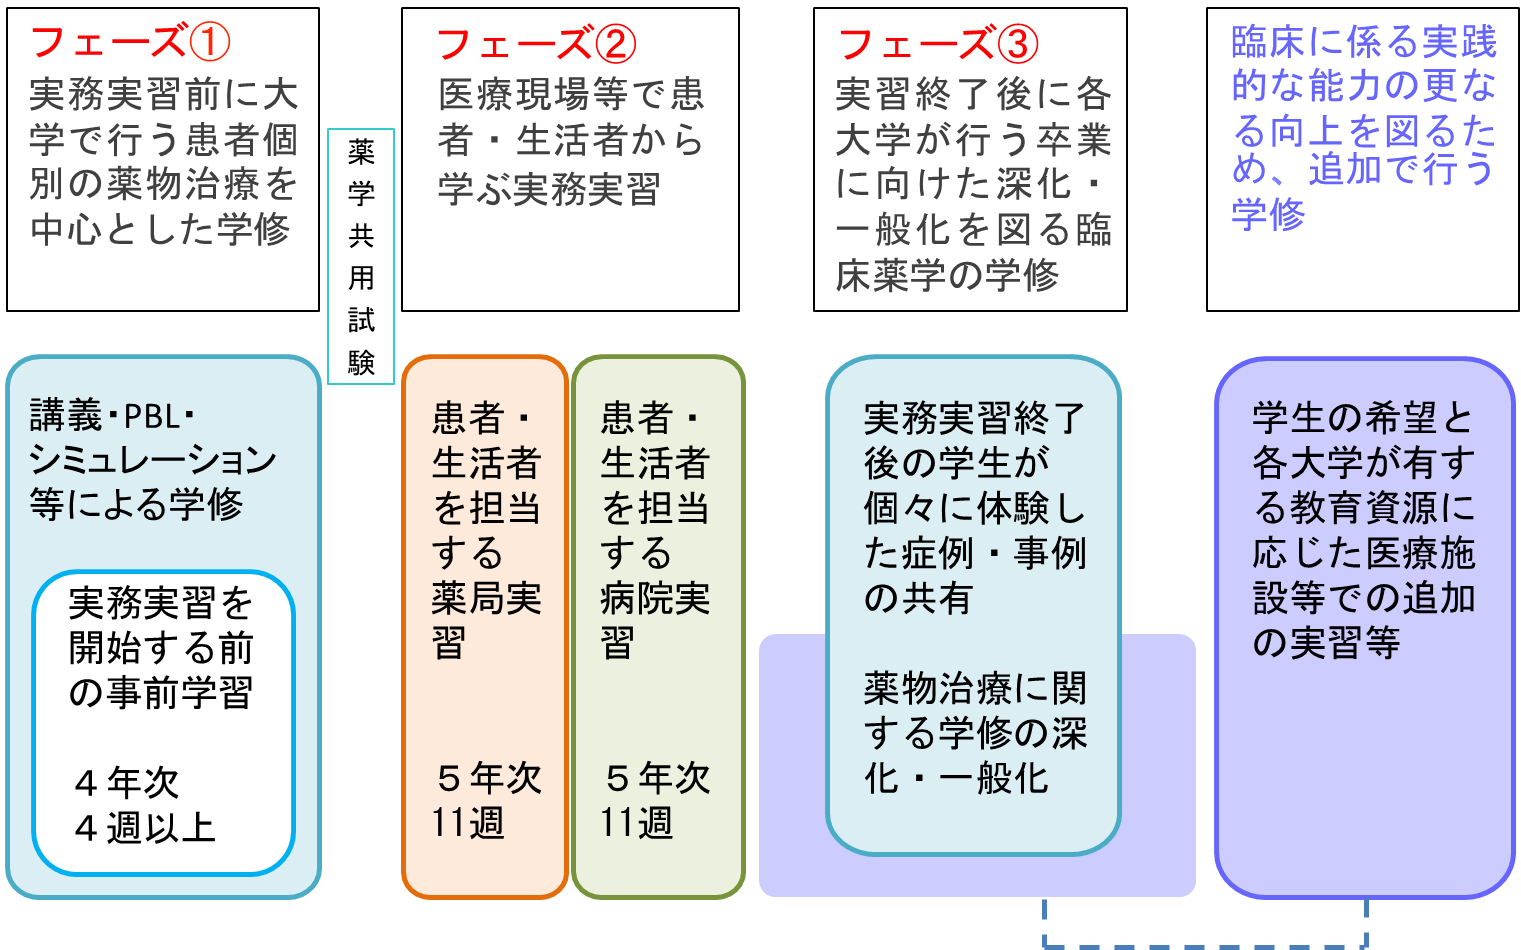 フェーズ①
実務実習前に大
学で行う患者個
別の薬物治療を
中心とした学修
薬
学
共
用
試
験
フェーズ②
医療現場等で患
者・生活者から
学ぶ実務実習
フェーズ③
実習終了後に各
大学が行う卒業
に向けた深化・
一般化を図る臨
床薬学の学修
臨床に係る実践
的な能力の更な
る向上を図るた
め、追加で行う
学修
講義・PBL・
シミュレーション
等による学修
実務実習を
開始する前
の事前学習
４年次
４週以上
患者・
生活者
を担当
する
薬局実
習
５年次
11週
患者・
生活者
を担当
する
病院実
習
５年次
11週
実務実習終了
後の学生が
個々に体験し
た症例・事例
の共有
薬物治療に関
する学修の深
化・一般化
学生の希望と
各大学が有す
る教育資源に
応じた医療施
設等での追加
の実習等